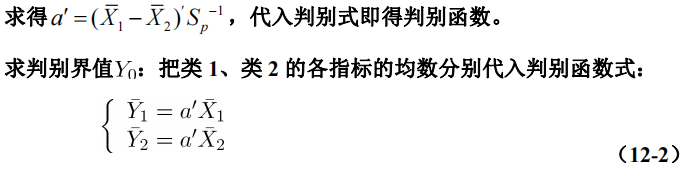 求得 a′ = (X̄₁ − X̄₂)′Sₚ⁻¹，代入判别式即得判别函数。
求判别界值Y₀：把类 1、类 2 的各指标的均数分别代入判别函数式：
{ Ȳ₁ = a′X̄₁
Ȳ₂ = a′X̄₂
（12-2）